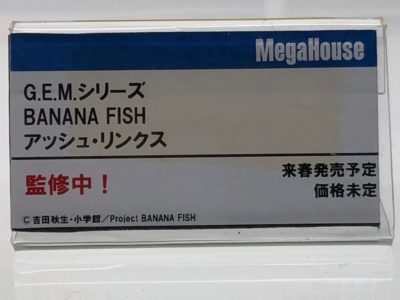 MegaHouse
G.E.M.シリーズ
BANANA FISH
アッシュ・リンクス
監修中！
来春発売予定
価格未定
© 吉田秋生・小学館／Project BANANA FISH